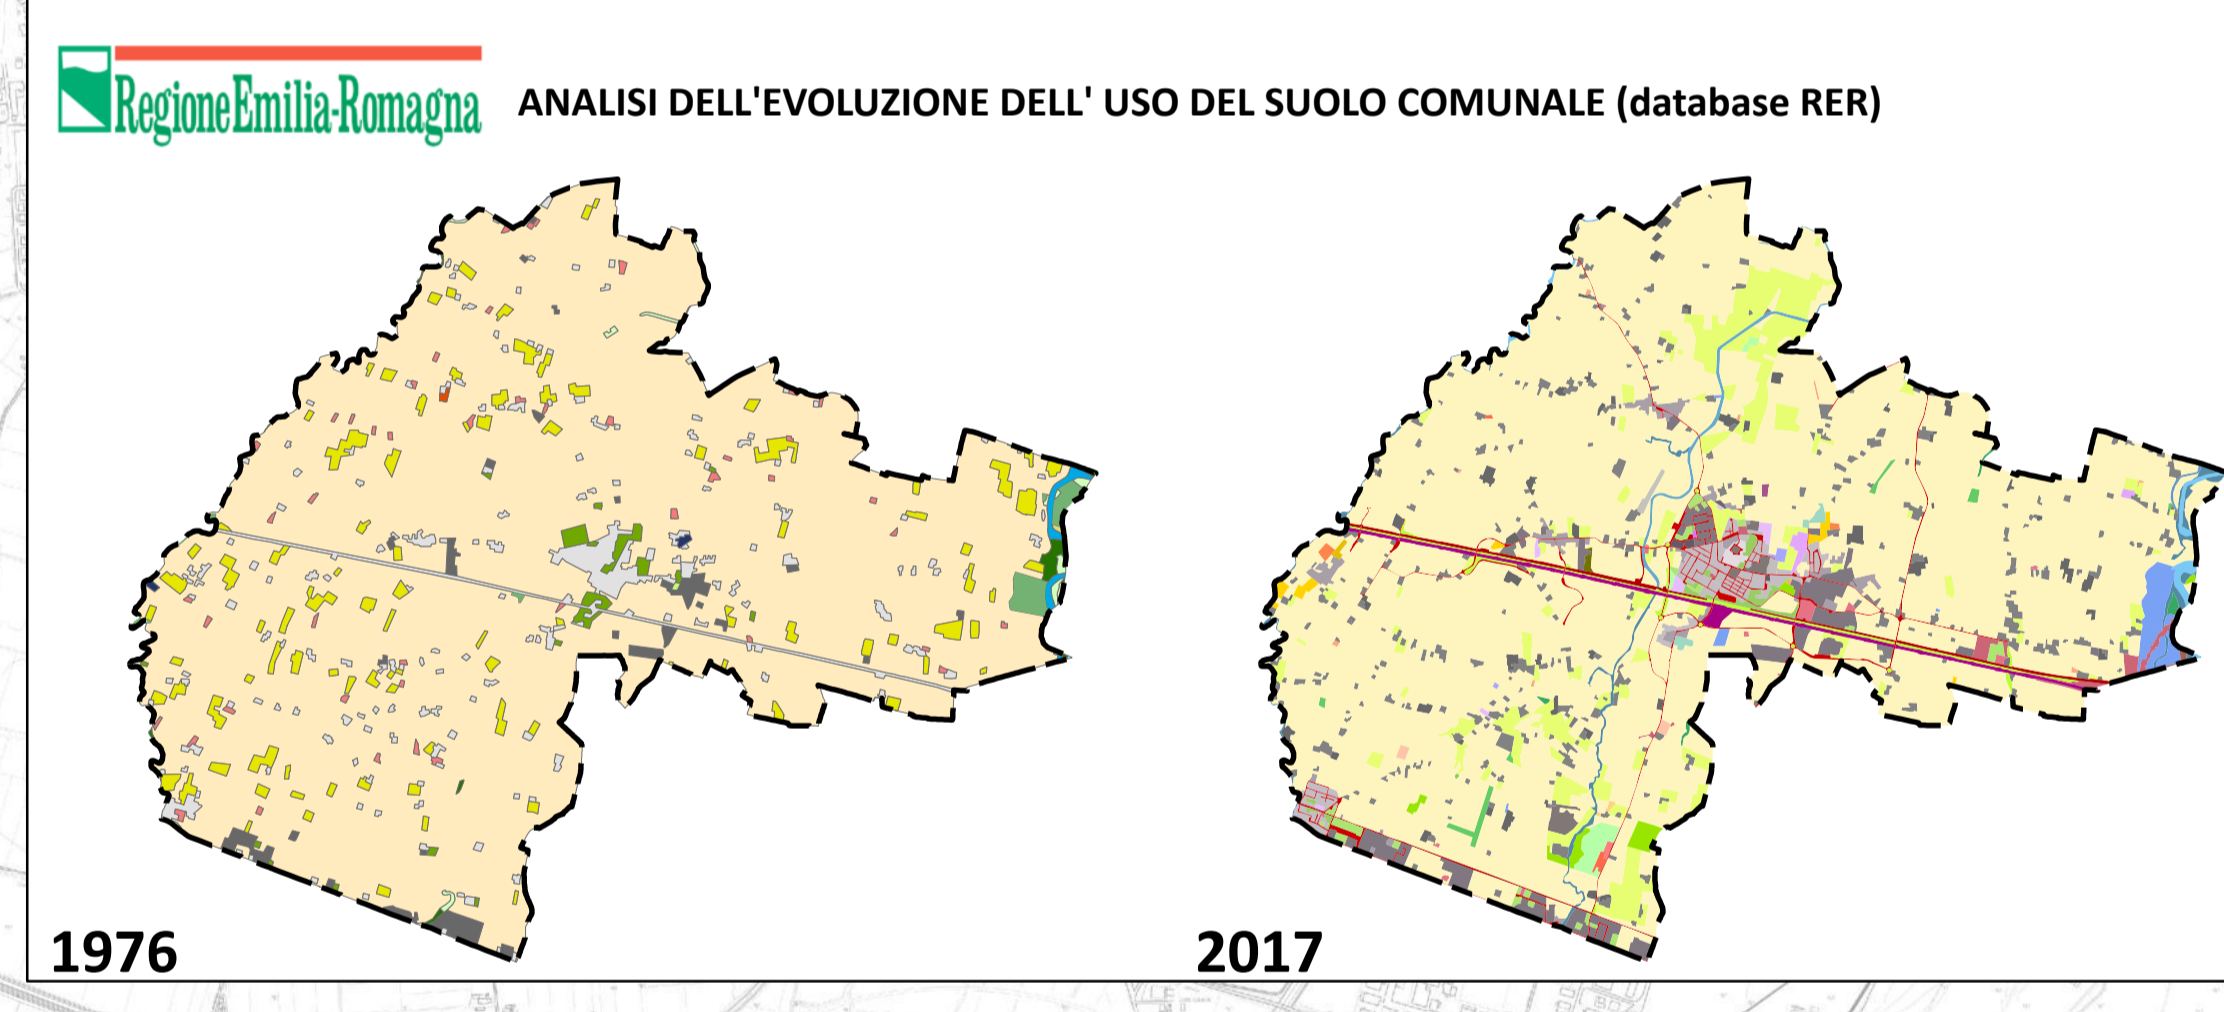 RegioneEmilia-Romagna
ANALISI DELL'EVOLUZIONE DELL' USO DEL SUOLO COMUNALE (database RER)
1976
2017